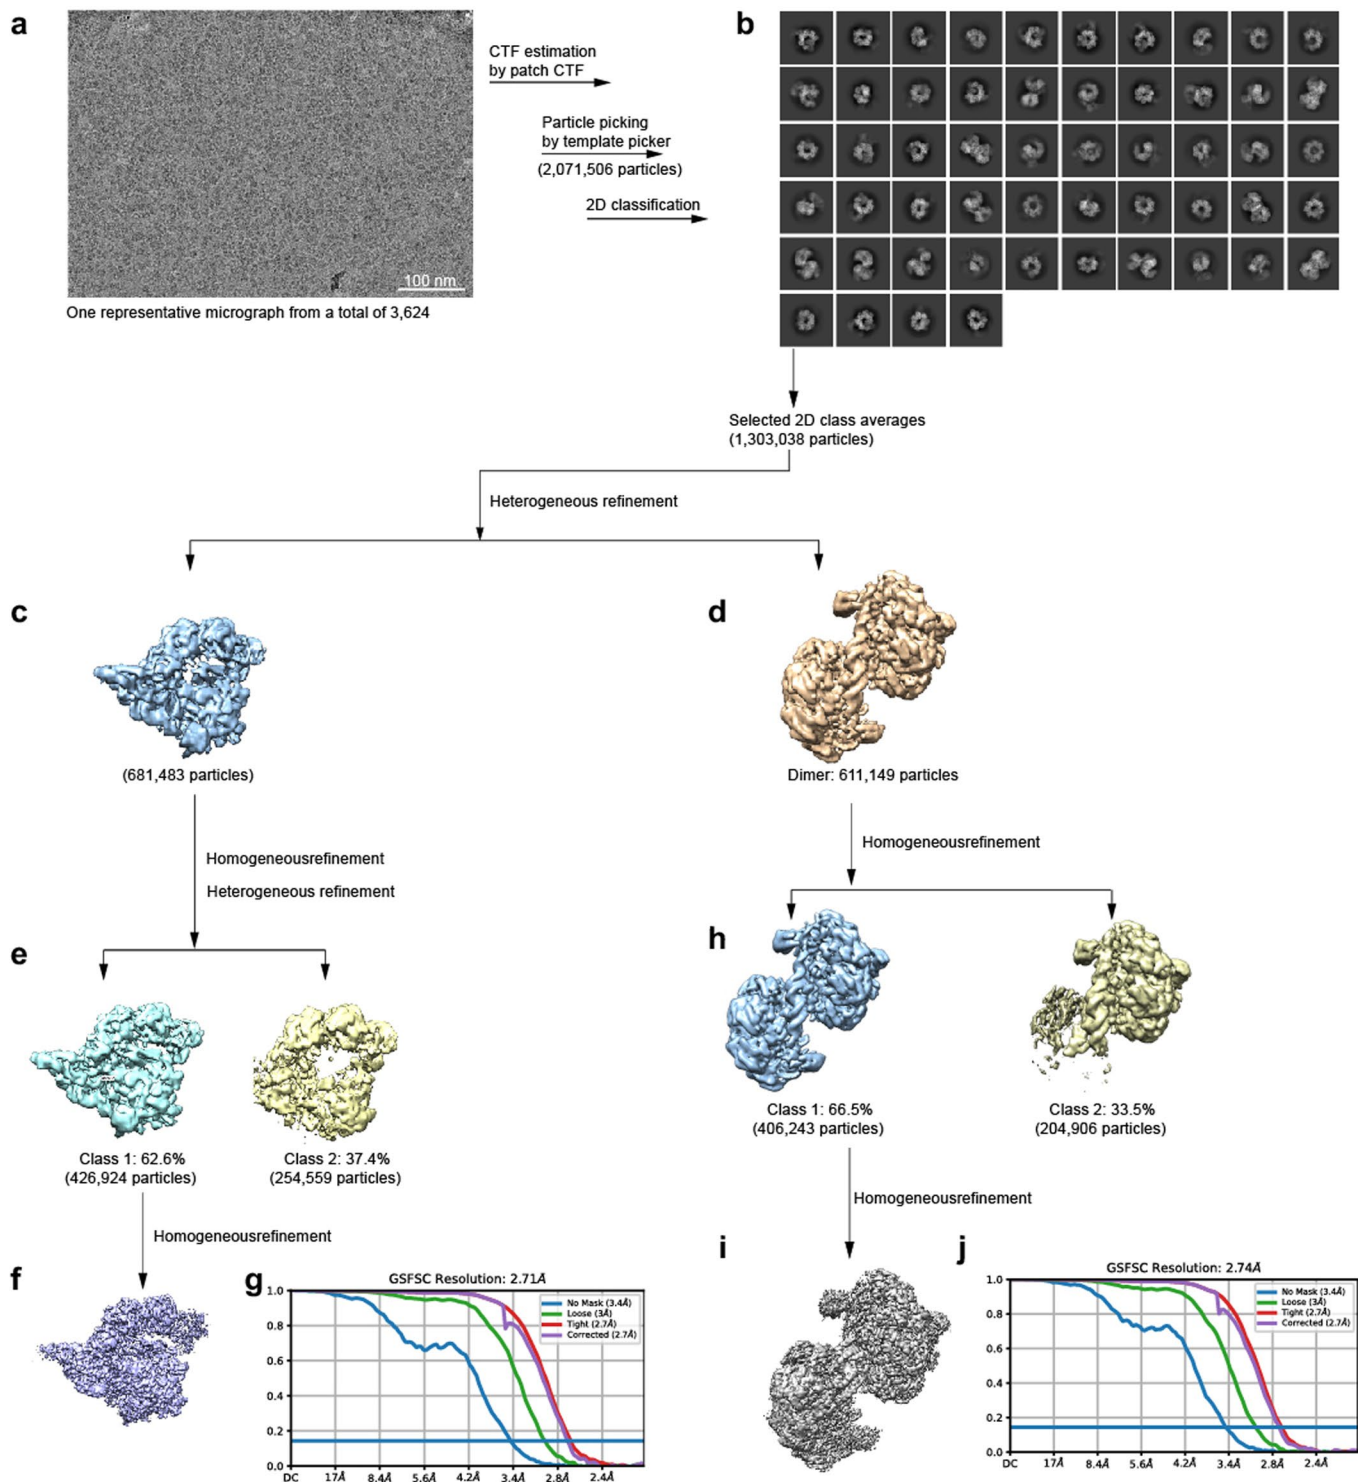 a
CTF estimation
by patch CTF
Particle picking
by template picker
(2,071,506 particles)
2D classification
100 nm
One representative micrograph from a total of 3,624
b
Selected 2D class averages
(1,303,038 particles)
Heterogeneous refinement
c
(681,483 particles)
d
Dimer: 611,149 particles
Homogeneousrefinement
Heterogeneous refinement
Homogeneousrefinement
e
Class 1: 62.6%
(426,924 particles)
Class 2: 37.4%
(254,559 particles)
h
Class 1: 66.5%
(406,243 particles)
Class 2: 33.5%
(204,906 particles)
Homogeneousrefinement
Homogeneousrefinement
f
g
GSFSC Resolution: 2.71Å
1.0
0.8
0.6
0.4
0.2
0.0
No Mask (3.4Å)
Loose (3Å)
Tight (2.7Å)
Corrected (2.7Å)
DC 17Å 8.4Å 5.6Å 4.2Å 3.4Å 2.8Å 2.4Å
i
j
GSFSC Resolution: 2.74Å
1.0
0.8
0.6
0.4
0.2
0.0
No Mask (3.4Å)
Loose (3Å)
Tight (2.7Å)
Corrected (2.7Å)
DC 17Å 8.4Å 5.6Å 4.2Å 3.4Å 2.8Å 2.4Å